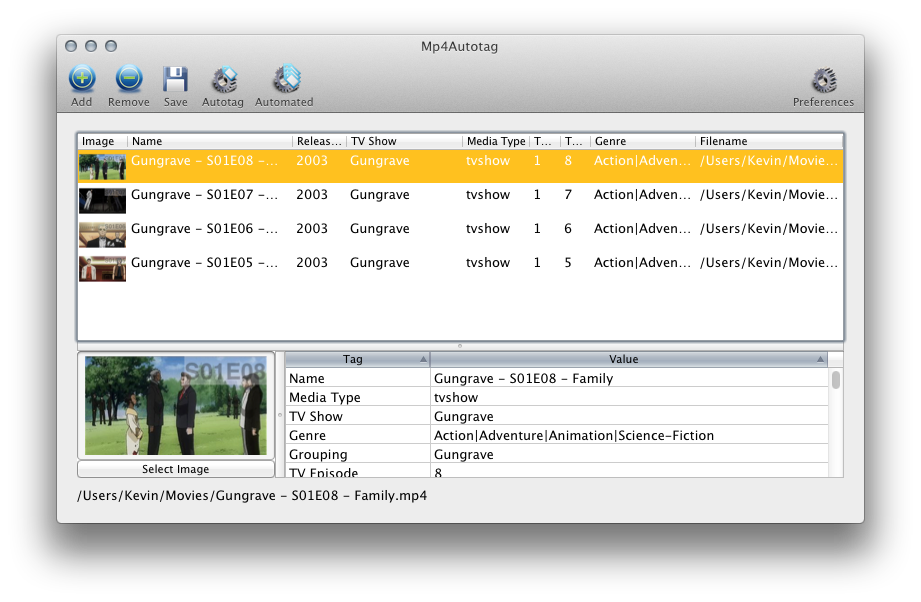 Mp4Autotag
Add Remove Save Autotag Automated Preferences
Image Name Releas... TV Show Media Type T... T... Genre Filename
Gungrave – S01E08 –... 2003 Gungrave tvshow 1 8 Action|Adven... /Users/Kevin/Movie...
Gungrave – S01E07 –... 2003 Gungrave tvshow 1 7 Action|Adven... /Users/Kevin/Movie...
Gungrave – S01E06 –... 2003 Gungrave tvshow 1 6 Action|Adven... /Users/Kevin/Movie...
Gungrave – S01E05 –... 2003 Gungrave tvshow 1 5 Action|Adven... /Users/Kevin/Movie...
Tag Value
S01E08
Name Gungrave – S01E08 – Family
Media Type tvshow
TV Show Gungrave
Genre Action|Adventure|Animation|Science-Fiction
Grouping Gungrave
TV Episode 8
Select Image
/Users/Kevin/Movies/Gungrave – S01E08 – Family.mp4